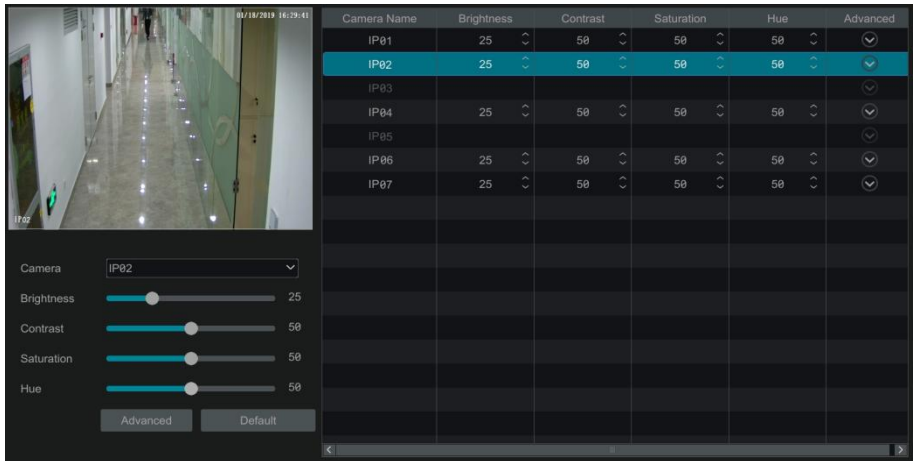 01/18/2019 16:29:41
IP02
Camera IP02
Brightness 25
Contrast 50
Saturation 50
Hue 50
Advanced Default
Camera Name Brightness Contrast Saturation Hue Advanced
IP01 25 50 50 50
IP02 25 50 50 50
IP03
IP04 25 50 50 50
IP05
IP06 25 50 50 50
IP07 25 50 50 50